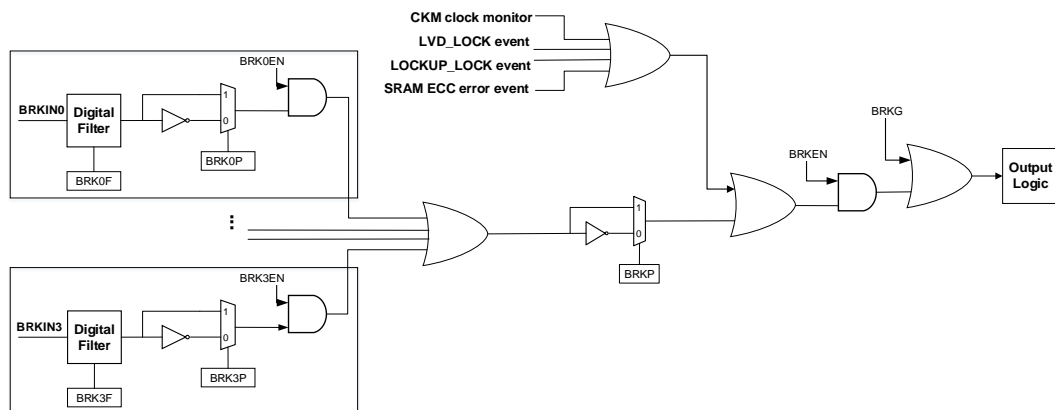 CKM clock monitor
LVD_LOCK event
LOCKUP_LOCK event
SRAM ECC error event
BRK0EN
BRKIN0
Digital
Filter
1
0
BRK0P
BRK0F
BRKG
BRKEN
Output
Logic
...
1
0
BRKP
BRK3EN
BRKIN3
Digital
Filter
1
0
BRK3P
BRK3F